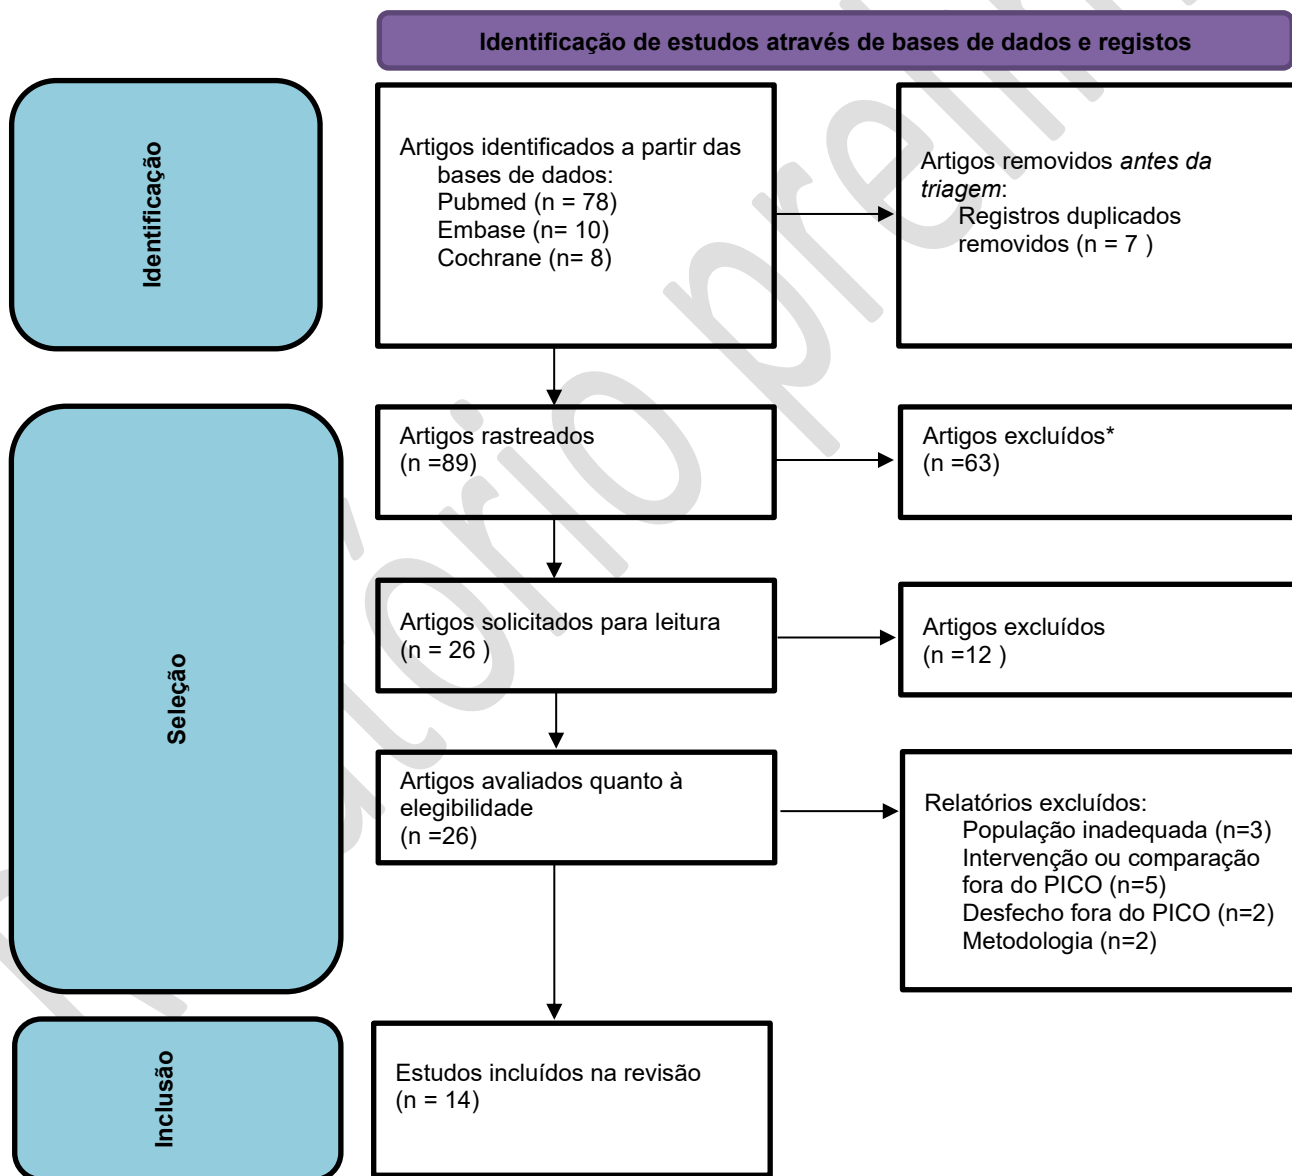 Identificação de estudos através de bases de dados e registos
Identificação
Artigos identificados a partir das
bases de dados:
Pubmed (n = 78)
Embase (n= 10)
Cochrane (n= 8)
Artigos removidos antes da
triagem:
Registros duplicados
removidos (n = 7 )
Seleção
Artigos rastreados
(n =89)
Artigos excluídos*
(n =63)
Artigos solicitados para leitura
(n = 26 )
Artigos excluídos
(n =12 )
Artigos avaliados quanto à
elegibilidade
(n =26)
Relatórios excluídos:
População inadequada (n=3)
Intervenção ou comparação
fora do PICO (n=5)
Desfecho fora do PICO (n=2)
Metodologia (n=2)
Inclusão
Estudos incluídos na revisão
(n = 14)